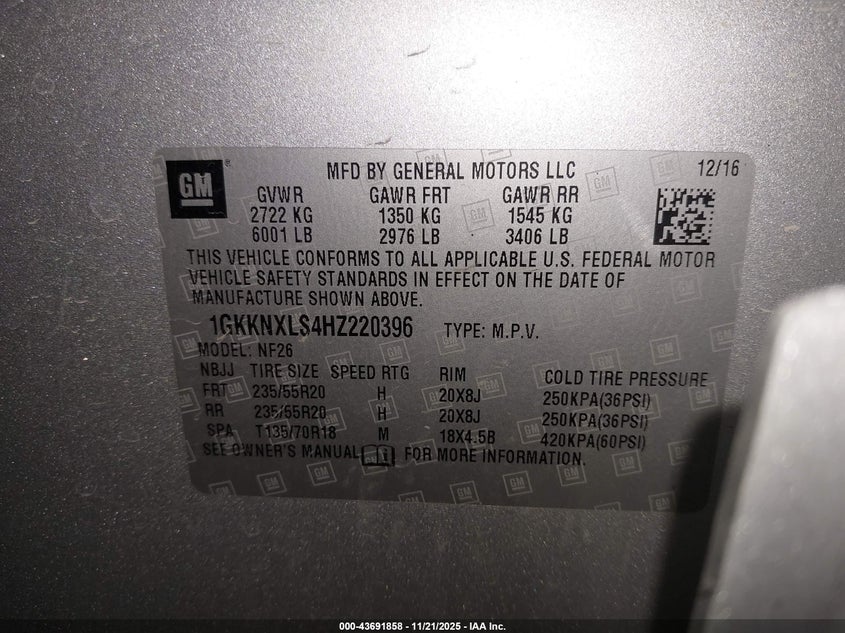 GM
MFD BY GENERAL MOTORS LLC 12/16
GVWR GAWR FRT GAWR RR
2722 KG 1350 KG 1545 KG
6001 LB 2976 LB 3406 LB
THIS VEHICLE CONFORMS TO ALL APPLICABLE U.S. FEDERAL MOTOR
VEHICLE SAFETY STANDARDS IN EFFECT ON THE DATE OF
MANUFACTURE SHOWN ABOVE.
1GKKNXLS4HZ220396 TYPE: M.P.V.
MODEL: NF26
NBJJ TIRE SIZE SPEED RTG RIM COLD TIRE PRESSURE
FRT 235/55R20 H 20X8J 250KPA(36PSI)
RR 235/55R20 H 20X8J 250KPA(36PSI)
SPA T135/70R18 M 18X4.5B 420KPA(60PSI)
SEE OWNER'S MANUAL FOR MORE INFORMATION.
000-43691858 - 11/21/2025 - IAA Inc.